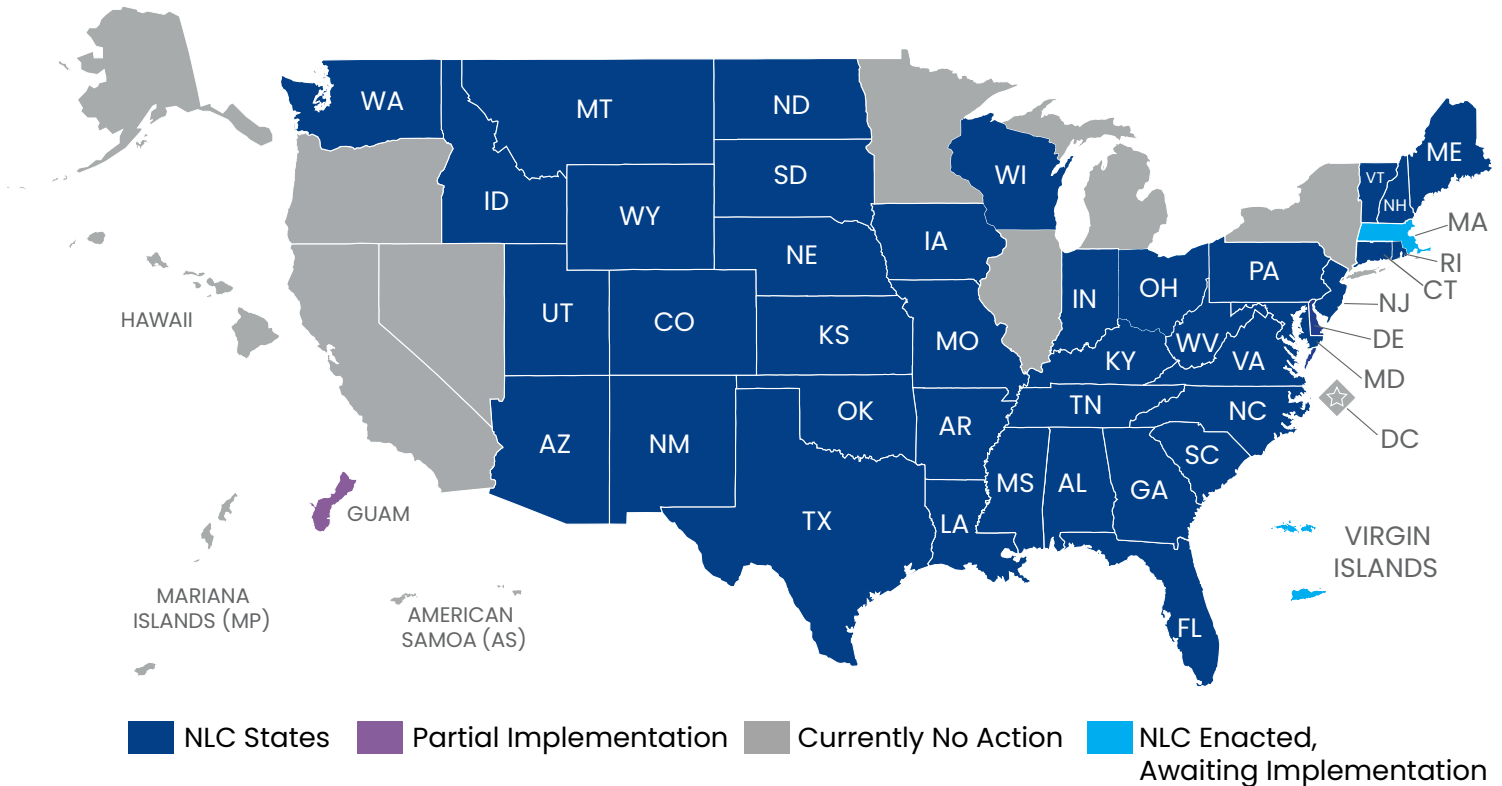 WA
MT
ND
ID
WY
SD
WI
VT
NH
ME
MA
NE
IA
PA
RI
CT
NJ
UT
CO
KS
MO
IN
OH
KY
WV
VA
DE
MD
HAWAII
AZ
NM
OK
AR
TN
NC
DC
SC
TX
LA
MS
AL
GA
FL
GUAM
MARIANA
ISLANDS (MP)
AMERICAN
SAMOA (AS)
VIRGIN
ISLANDS
NLC States
Partial Implementation
Currently No Action
NLC Enacted,
Awaiting Implementation